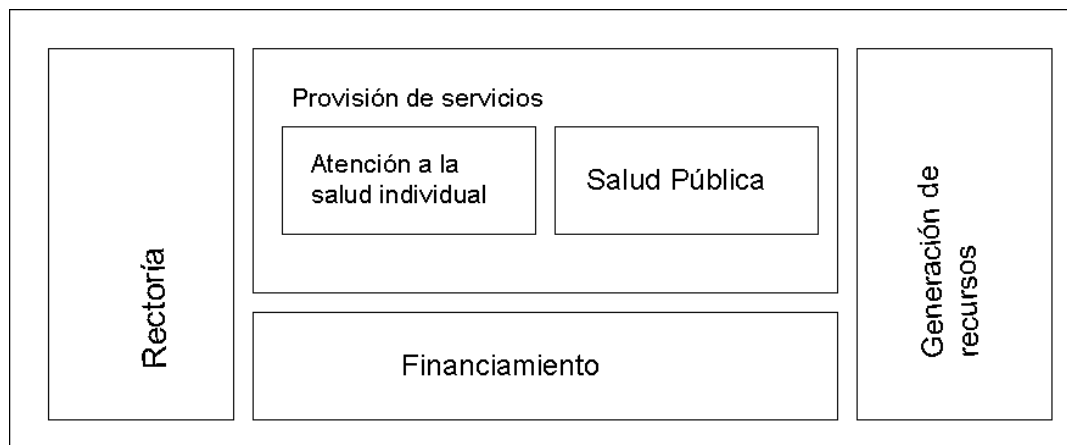 Rectoría
Provisión de servicios
Atención a la
salud individual
Salud Pública
Financiamiento
Generación de
recursos